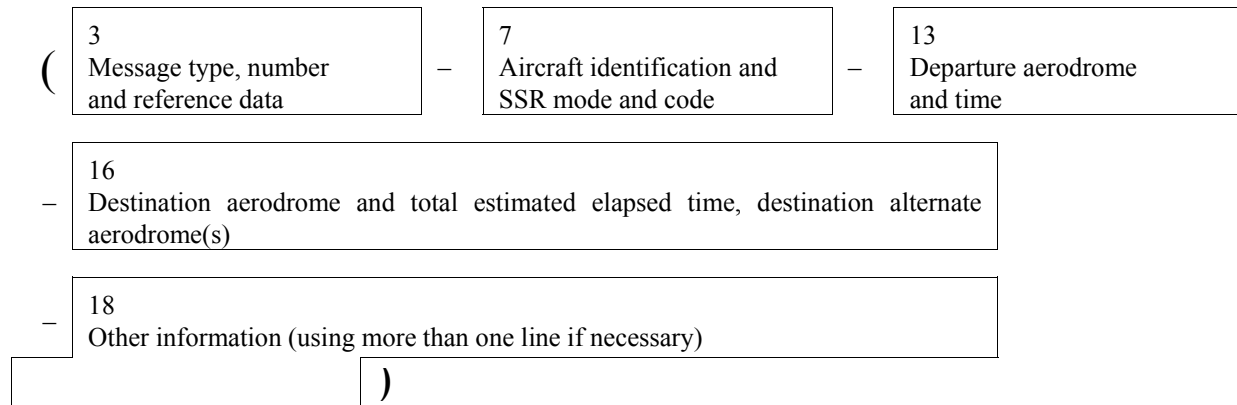 ( 3 7 13
Message type, number – Aircraft identification and – Departure aerodrome
and reference data SSR mode and code and time
16
– Destination aerodrome and total estimated elapsed time, destination alternate
aerodrome(s)
18
– Other information (using more than one line if necessary)
)